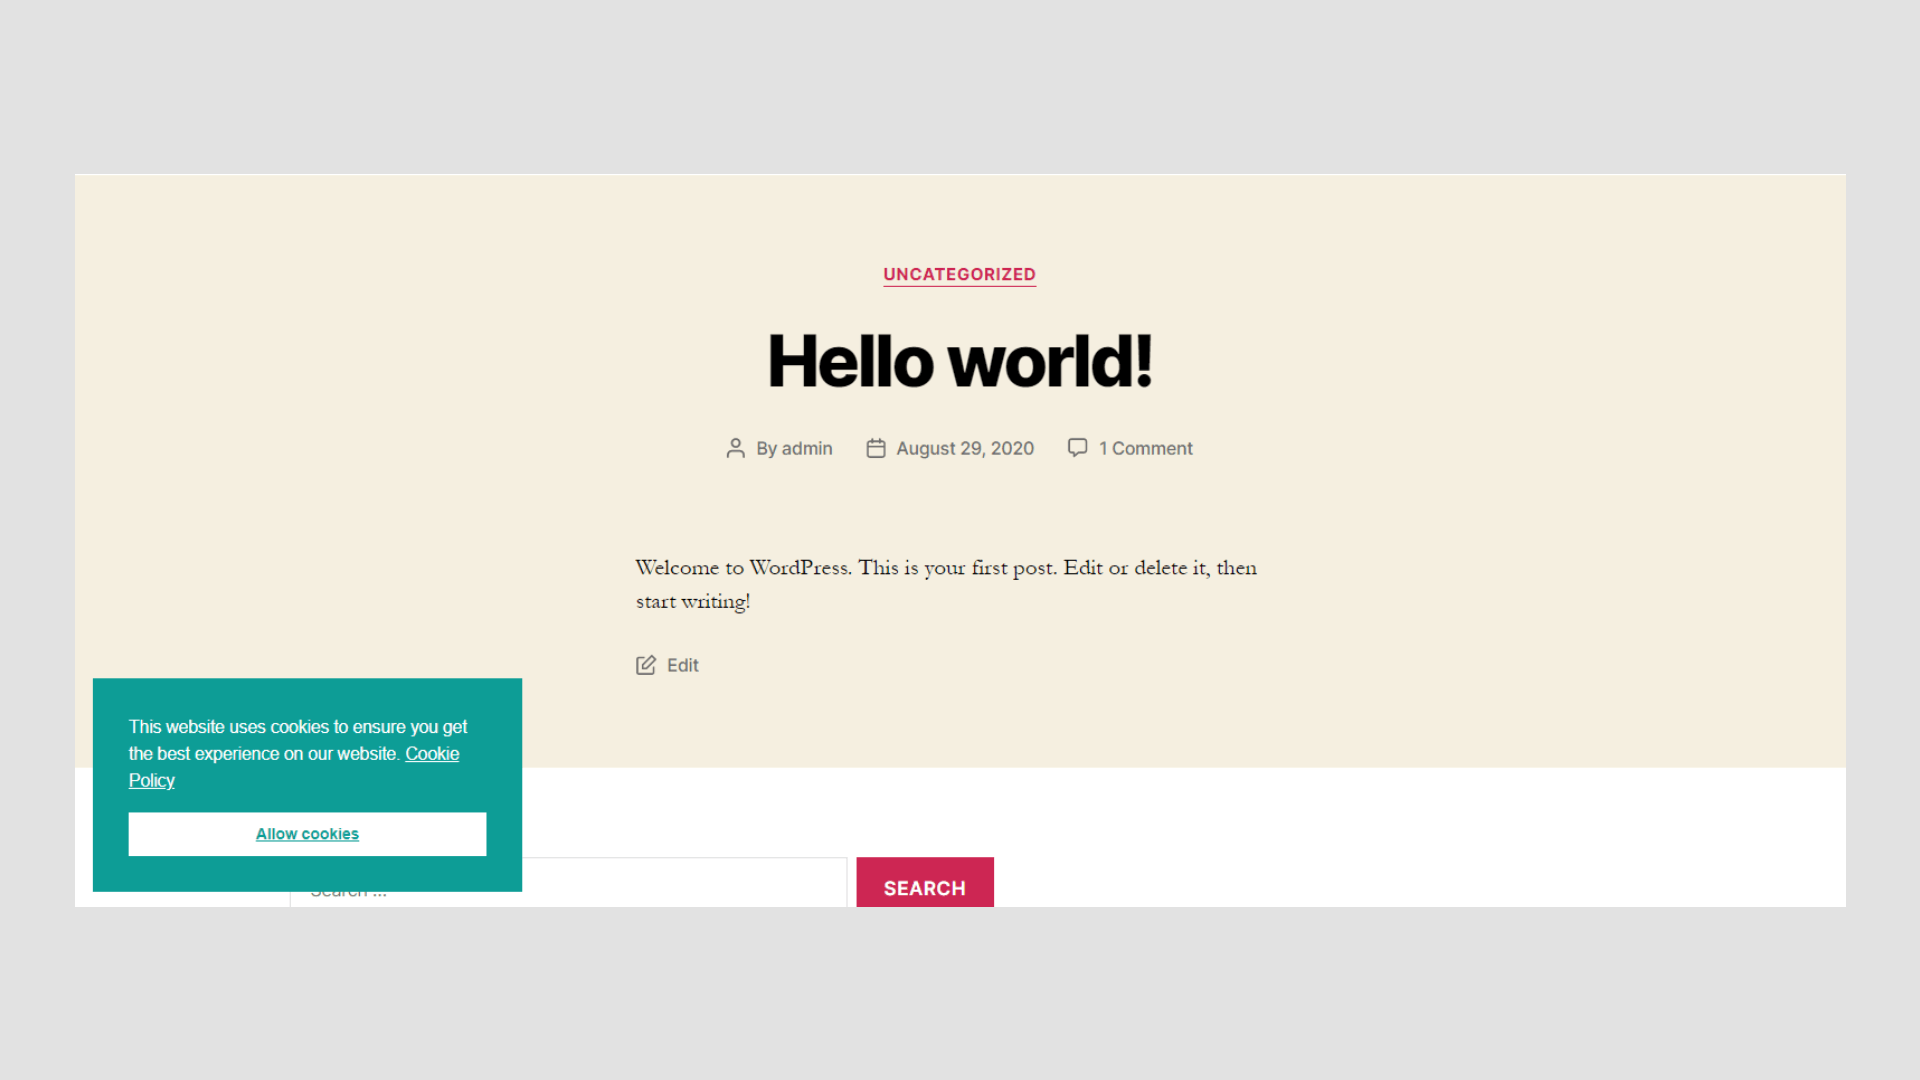 UNCATEGORIZED
Hello world!
By admin August 29, 2020 1 Comment
Welcome to WordPress. This is your first post. Edit or delete it, then
start writing!
Edit
This website uses cookies to ensure you get
the best experience on our website. Cookie
Policy
Allow cookies
Search ...
SEARCH